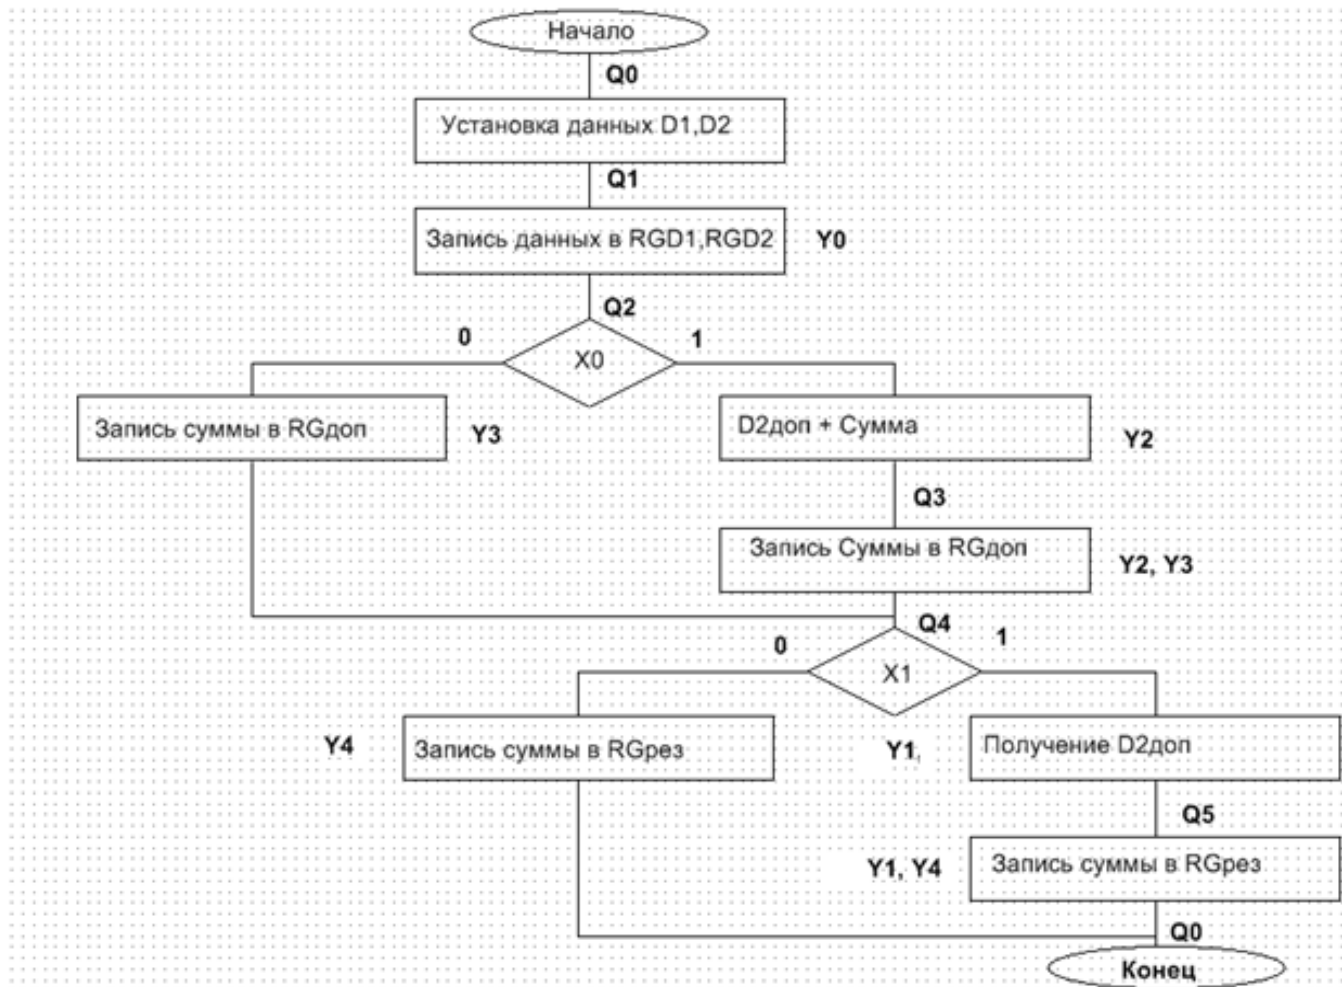 Начало
Q0
Установка данных D1,D2
Q1
Запись данных в RGD1,RGD2
Y0
Q2
0
1
X0
Запись суммы в RGдоп
Y3
D2доп + Сумма
Y2
Q3
Запись Суммы в RGдоп
Y2, Y3
Q4
0
1
X1
Y4
Запись суммы в RGрез
Y1,
Получение D2доп
Q5
Y1, Y4
Запись суммы в RGрез
Q0
Конец